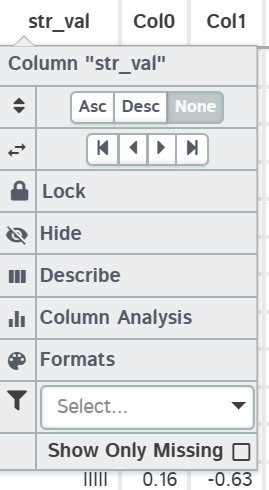 str_val Col0 Col1
Column "str_val"
Asc Desc None
Lock
Hide
Describe
Column Analysis
Formats
Select...
Show Only Missing
lllll 0.16 -0.63